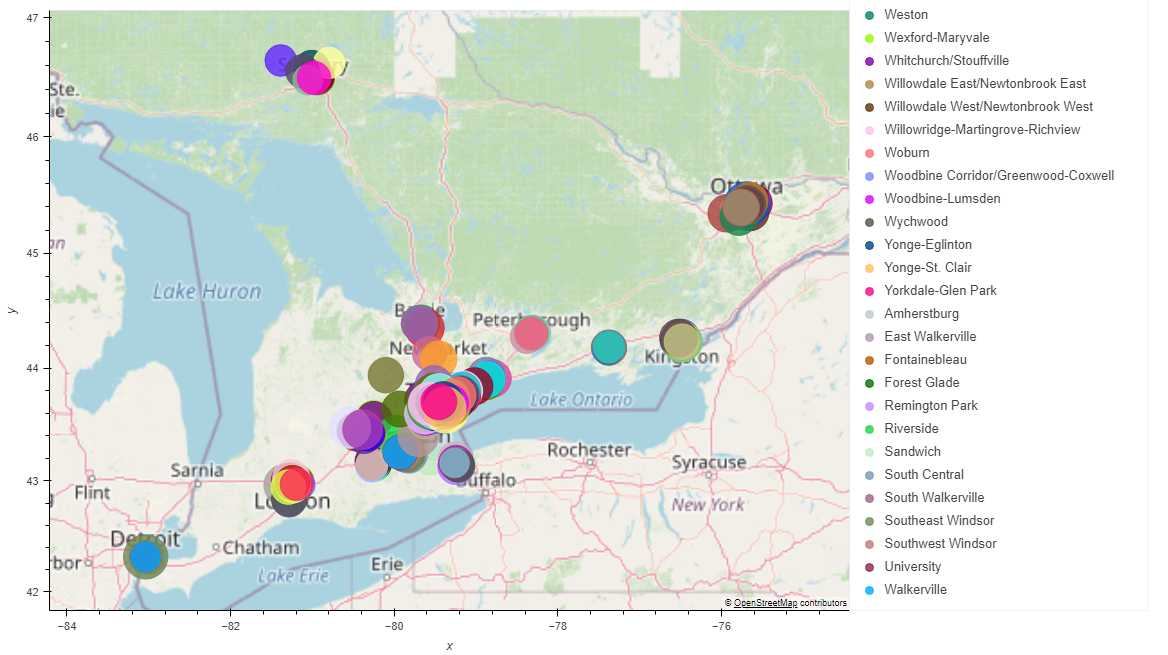 47
46
45
44
43
42
y
−84
−82
−80
−78
−76
x
Ste.
ie
Ottawa
Lake Huron
Peterborough
Kingston
Lake Ontario
Rochester
Syracuse
New York
Buffalo
Sarnia
Flint
London
Detroit
Chatham
Erie
Lake Erie
© OpenStreetMap contributors
Weston
Wexford-Maryvale
Whitchurch/Stouffville
Willowdale East/Newtonbrook East
Willowdale West/Newtonbrook West
Willowridge-Martingrove-Richview
Woburn
Woodbine Corridor/Greenwood-Coxwell
Woodbine-Lumsden
Wychwood
Yonge-Eglinton
Yonge-St. Clair
Yorkdale-Glen Park
Amherstburg
East Walkerville
Fontainebleau
Forest Glade
Remington Park
Riverside
Sandwich
South Central
South Walkerville
Southeast Windsor
Southwest Windsor
University
Walkerville